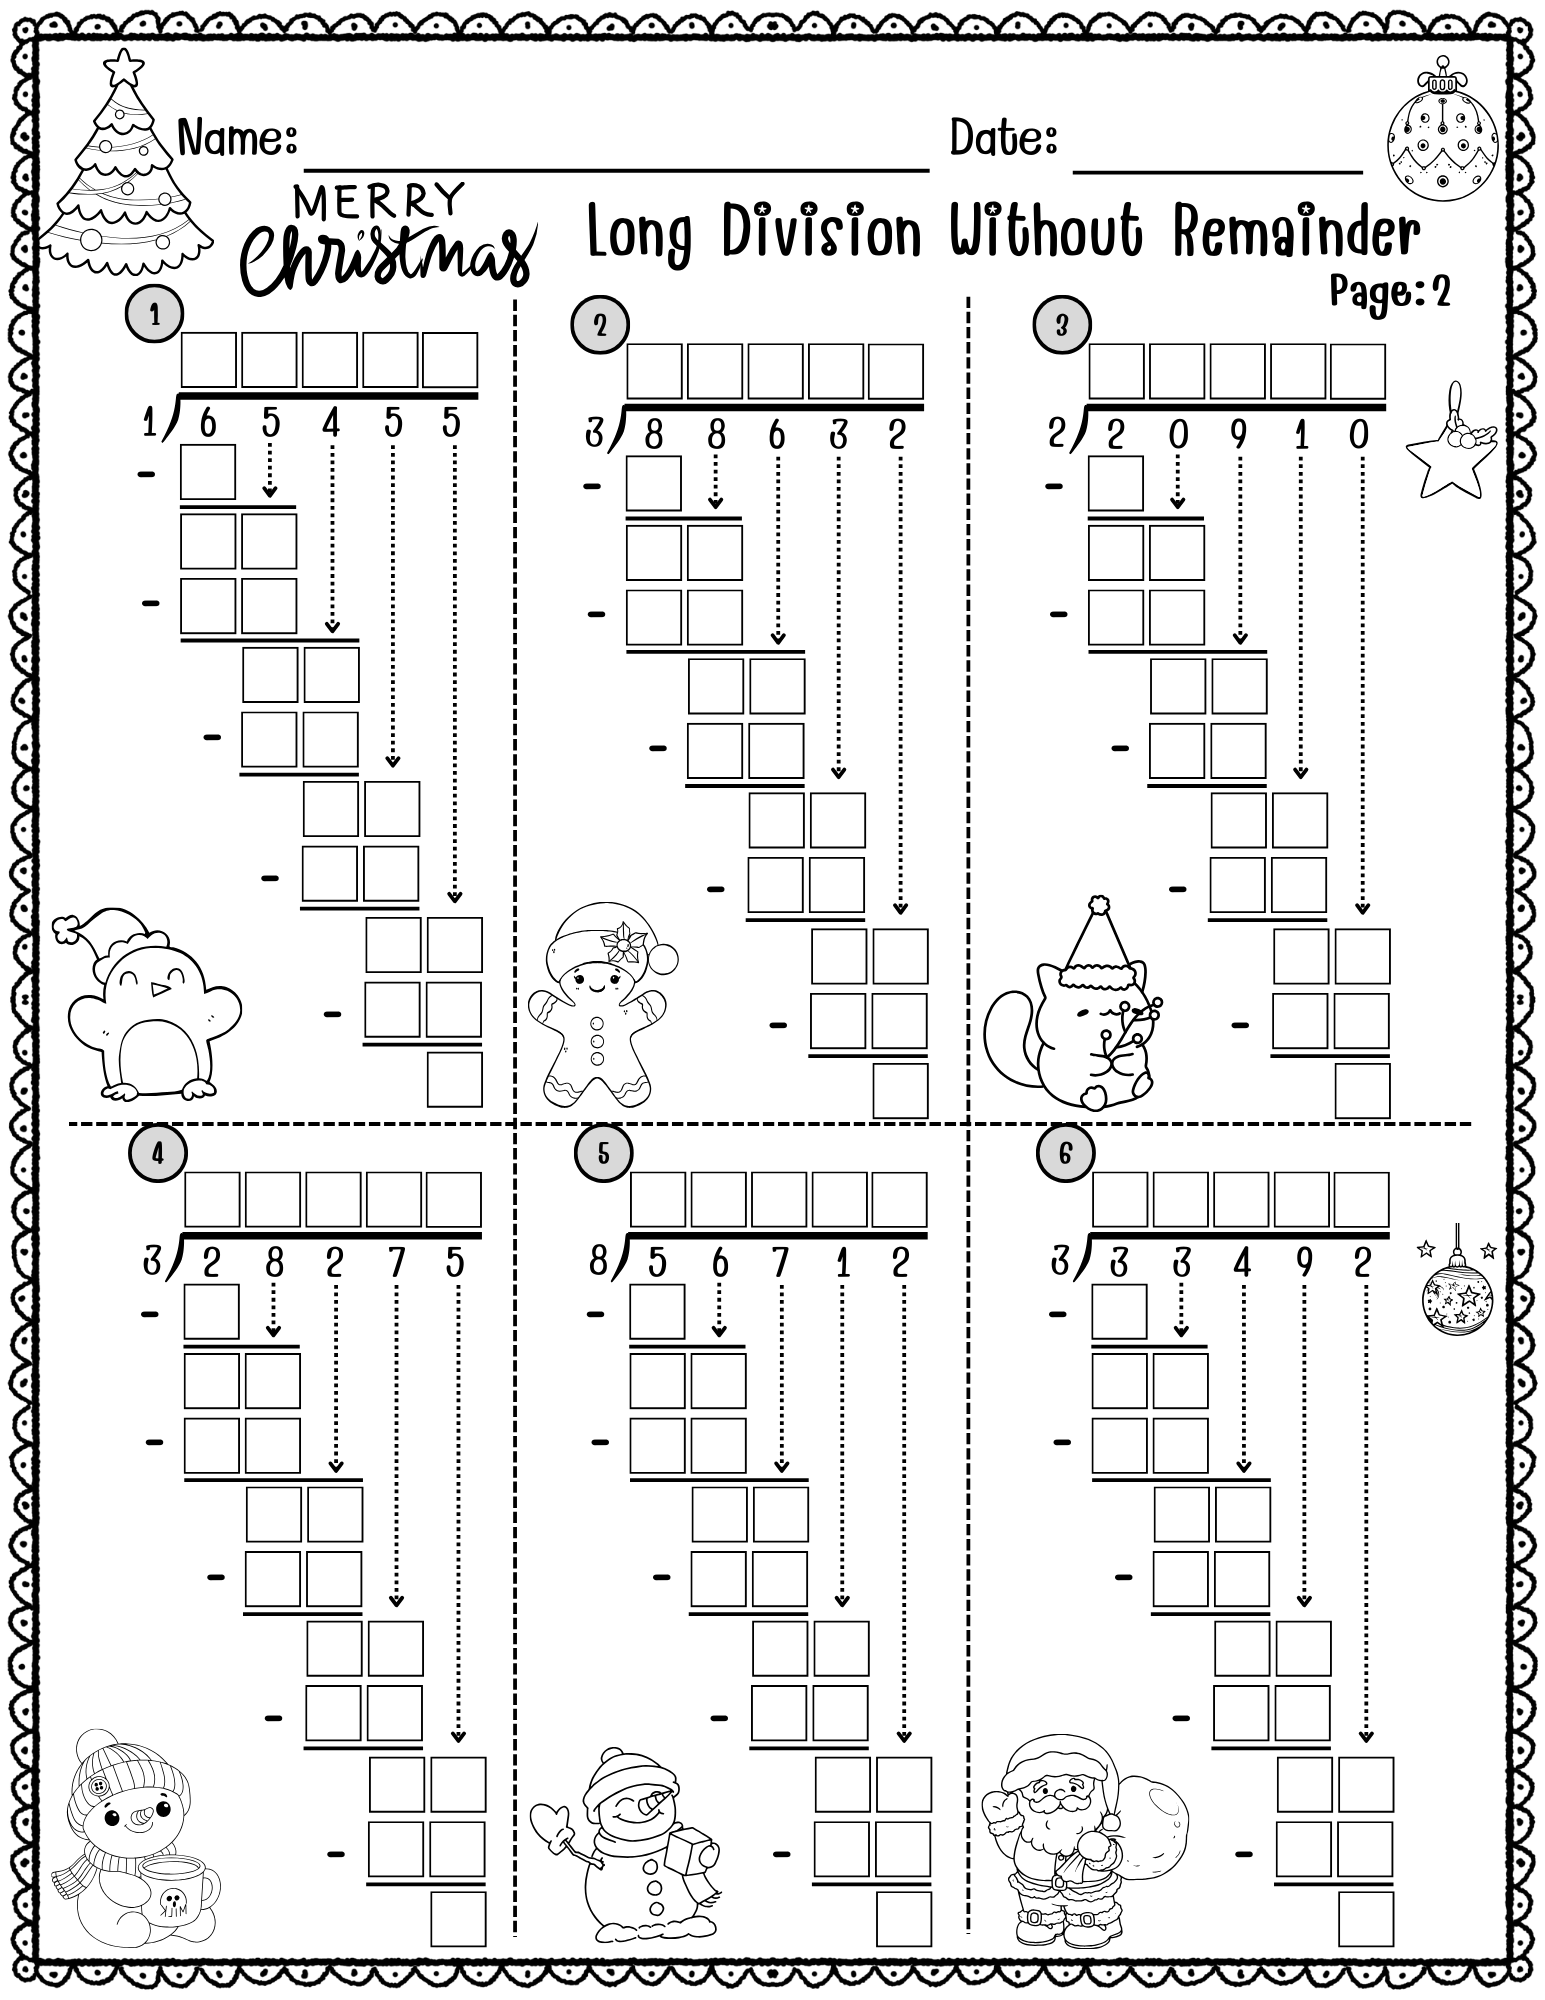 Name: Date:
MERRY
Christmas
Long Division Without Remainder
Page: 2
1 2 3
1 6 5 4 5 5
3 8 8 6 3 2
2 2 0 9 1 0
- - -
- - -
- - -
- - -
- - -
4 5 6
3 2 8 2 7 5
8 5 6 7 1 2
3 3 3 4 9 2
- - -
- - -
- - -
- - -
- - -
MILK